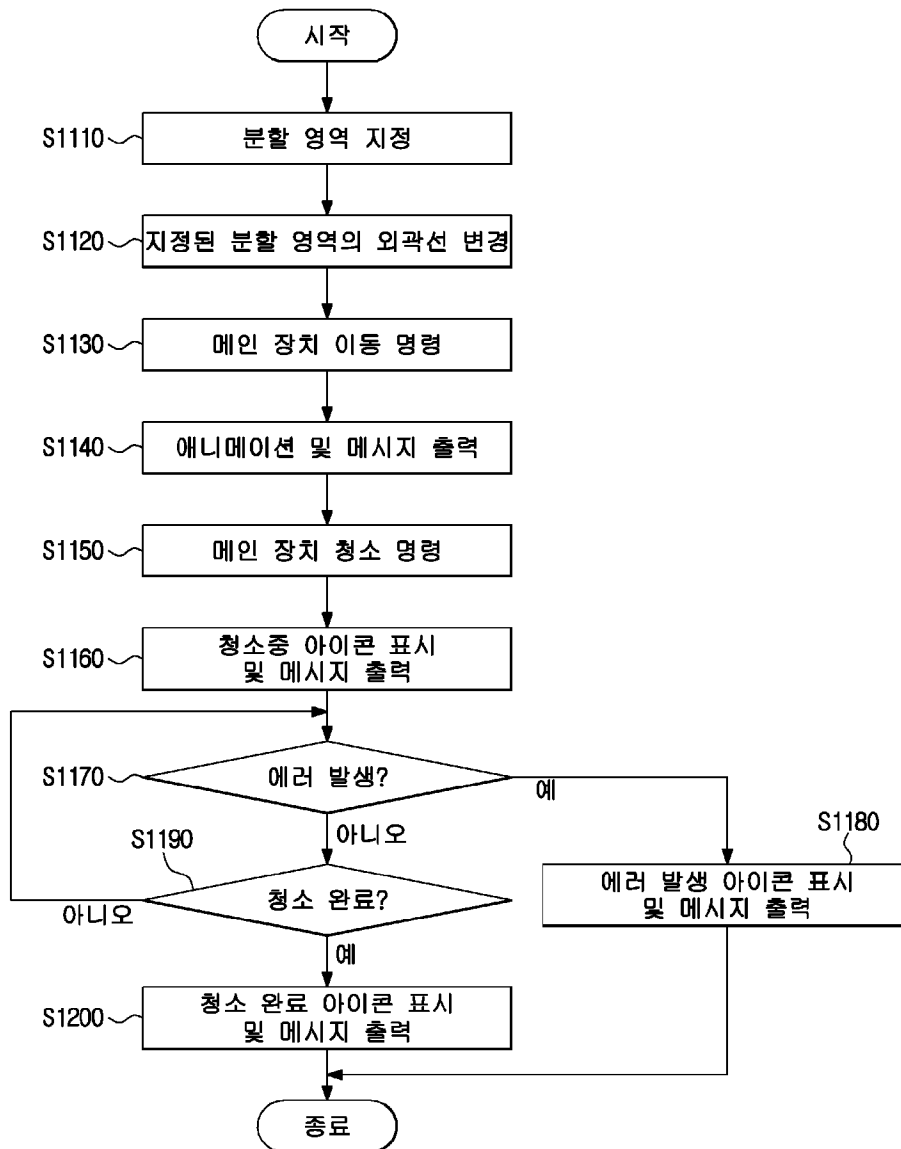 시작
S1110
분할 영역 지정
S1120
지정된 분할 영역의 외곽선 변경
S1130
메인 장치 이동 명령
S1140
애니메이션 및 메시지 출력
S1150
메인 장치 청소 명령
S1160
청소중 아이콘 표시
및 메시지 출력
S1170
에러 발생?
예
아니오
S1180
에러 발생 아이콘 표시
및 메시지 출력
S1190
청소 완료?
아니오
예
S1200
청소 완료 아이콘 표시
및 메시지 출력
종료